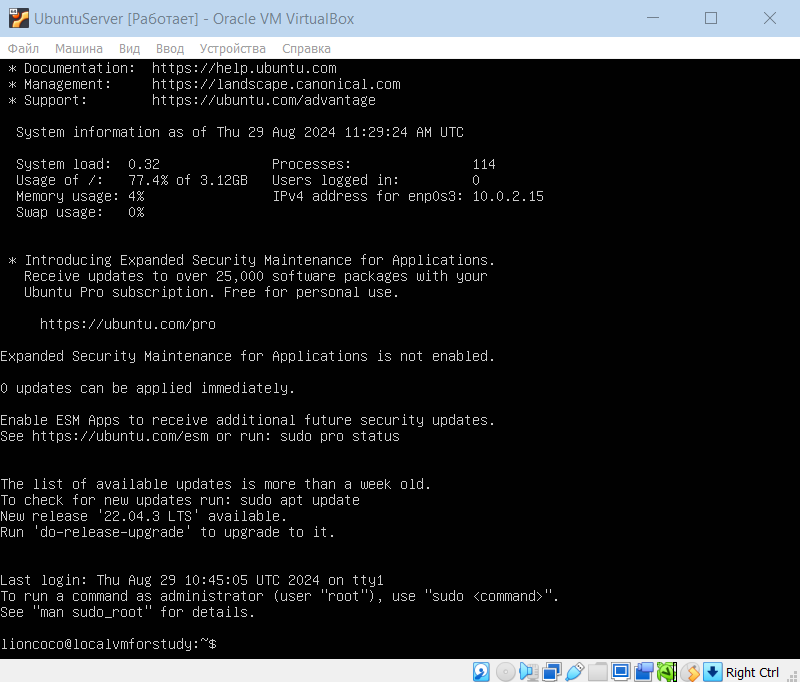 UbuntuServer [Работает] - Oracle VM VirtualBox
Файл Машина Вид Ввод Устройства Справка
* Documentation: https://help.ubuntu.com
* Management: https://landscape.canonical.com
* Support: https://ubuntu.com/advantage
System information as of Thu 29 Aug 2024 11:29:24 AM UTC
System load: 0.32 Processes: 114
Usage of /: 77.4% of 3.12GB Users logged in: 0
Memory usage: 4% IPv4 address for enp0s3: 10.0.2.15
Swap usage: 0%
* Introducing Expanded Security Maintenance for Applications.
Receive updates to over 25,000 software packages with your
Ubuntu Pro subscription. Free for personal use.
https://ubuntu.com/pro
Expanded Security Maintenance for Applications is not enabled.
0 updates can be applied immediately.
Enable ESM Apps to receive additional future security updates.
See https://ubuntu.com/esm or run: sudo pro status
The list of available updates is more than a week old.
To check for new updates run: sudo apt update
New release '22.04.3 LTS' available.
Run 'do-release-upgrade' to upgrade to it.
Last login: Thu Aug 29 10:45:05 UTC 2024 on tty1
To run a command as administrator (user "root"), use "sudo <command>".
See "man sudo_root" for details.
lioncoco@localvmforstudy:~$
Right Ctrl